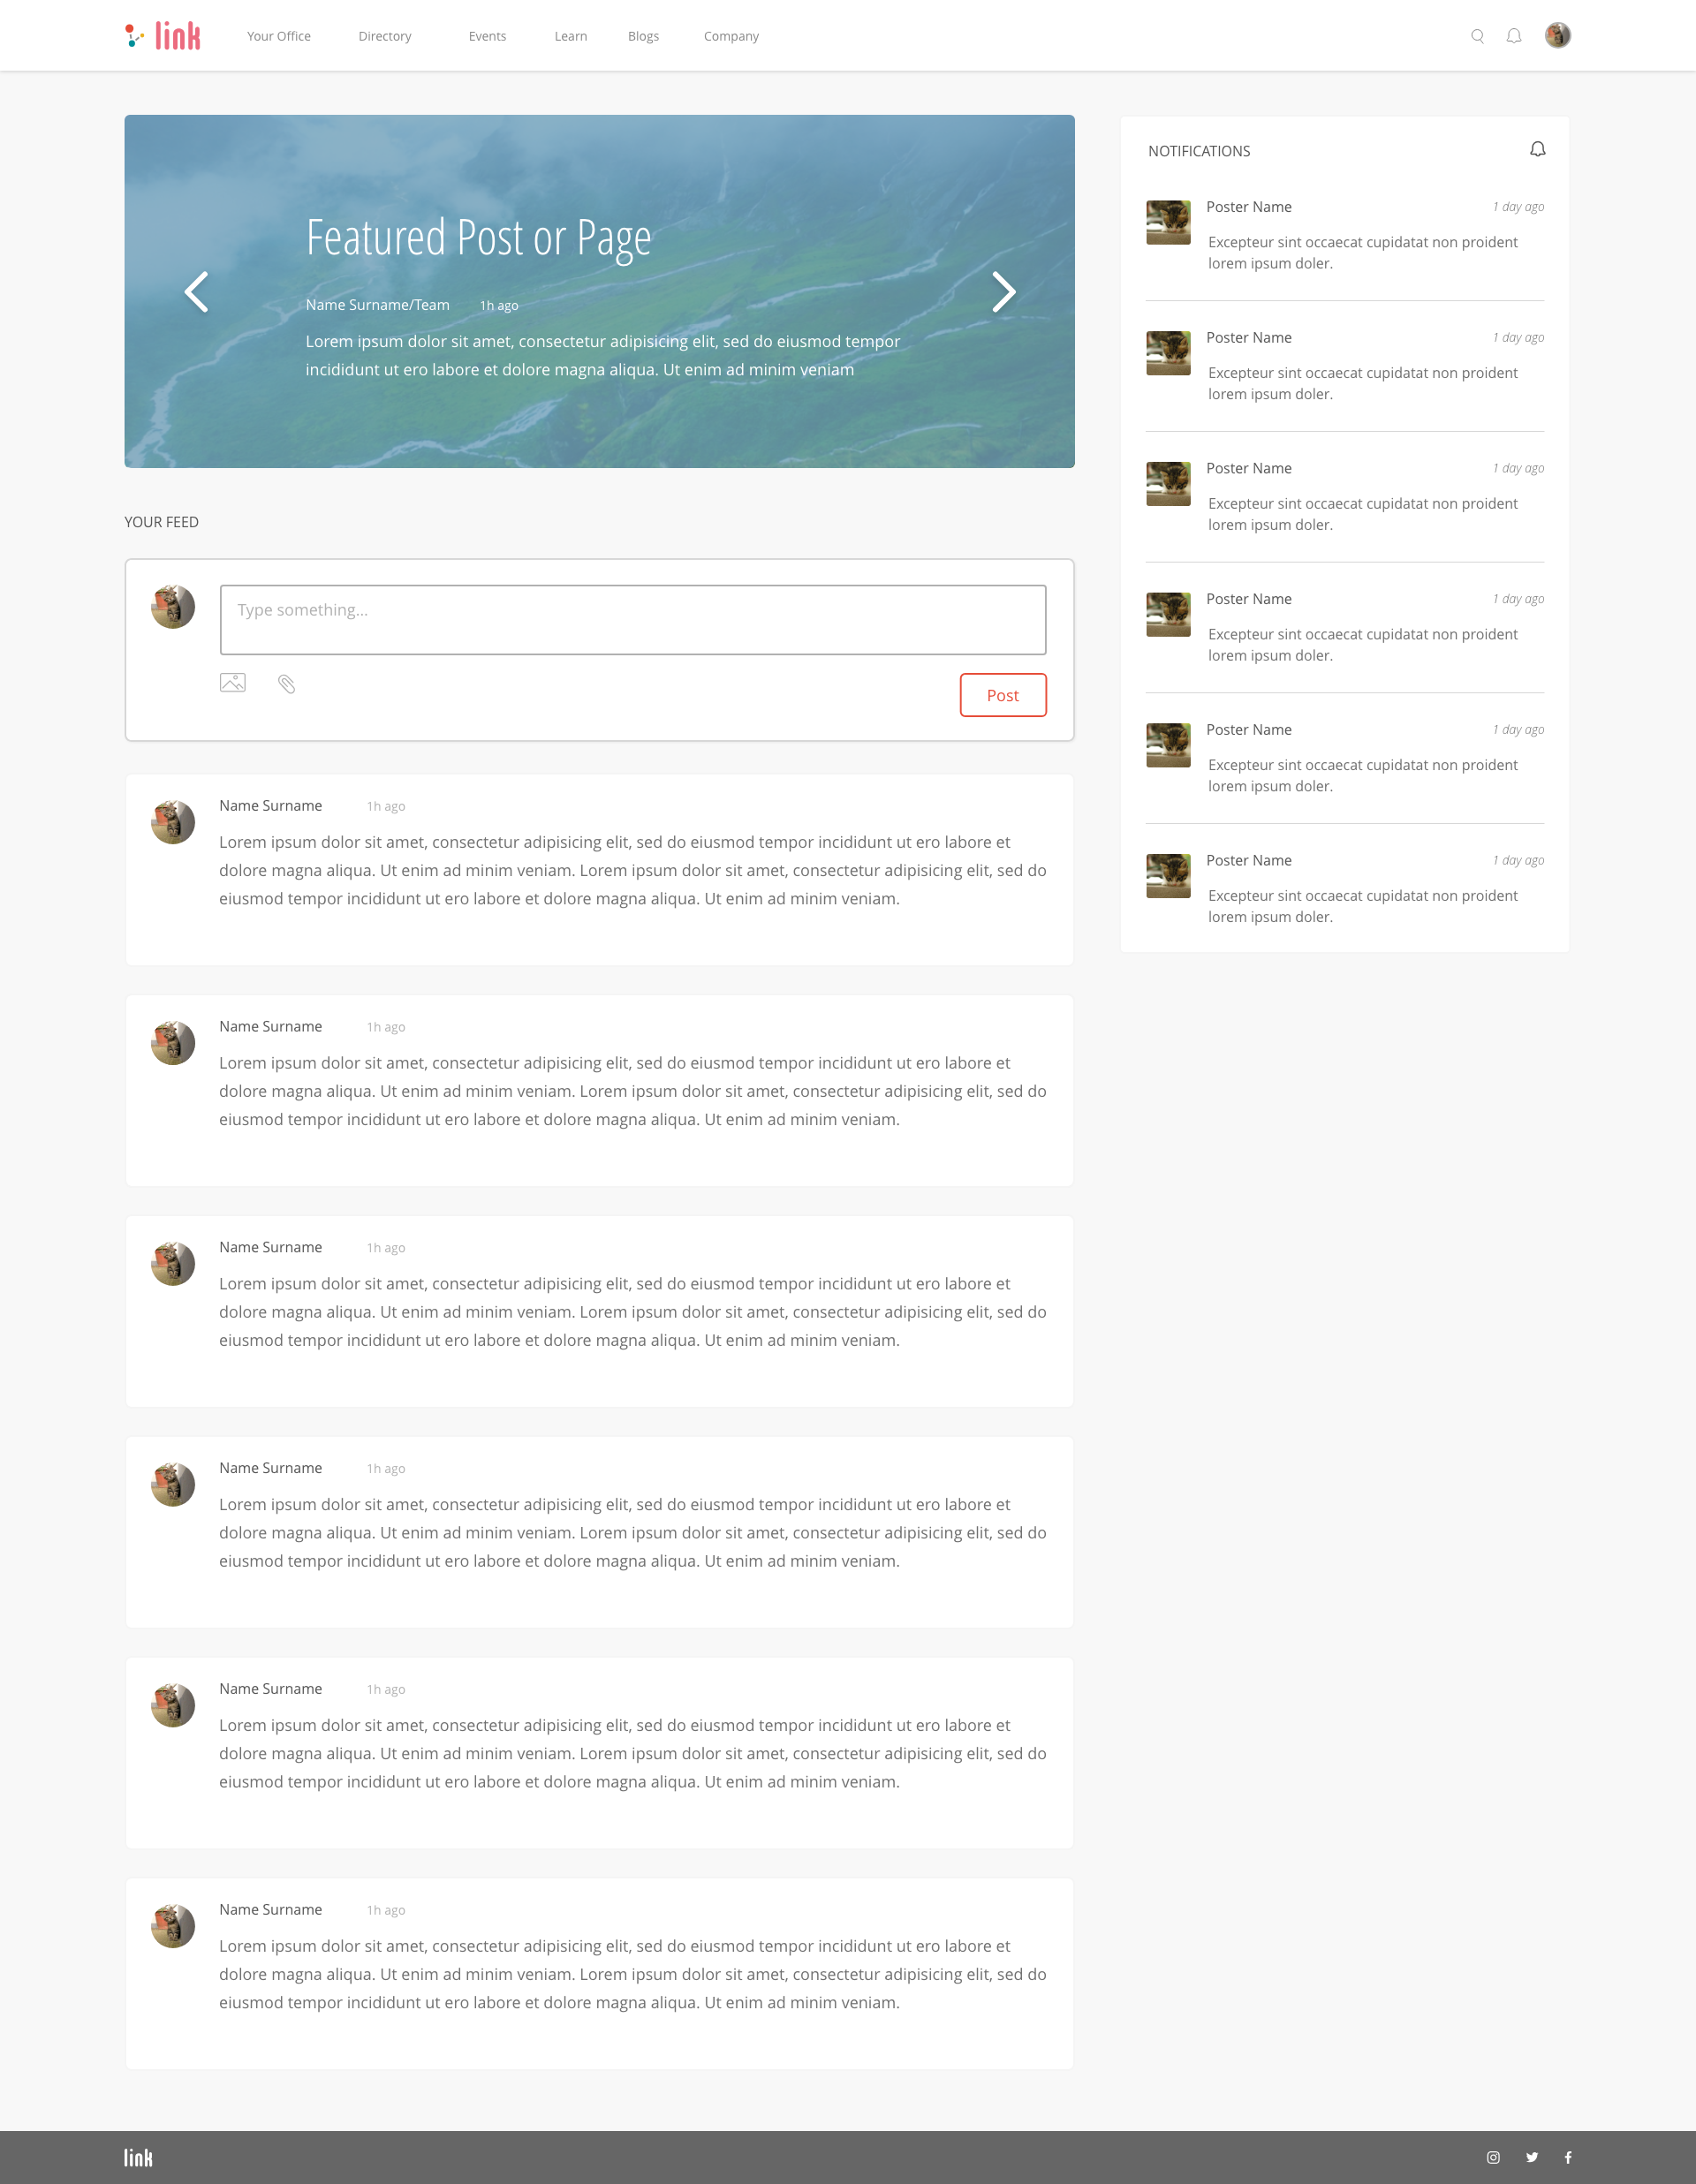 link
Your Office
Directory
Events
Learn
Blogs
Company
Featured Post or Page
Name Surname/Team 1h ago
Lorem ipsum dolor sit amet, consectetur adipisicing elit, sed do eiusmod tempor
incididunt ut ero labore et dolore magna aliqua. Ut enim ad minim veniam
YOUR FEED
Type something...
Post
Name Surname 1h ago
Lorem ipsum dolor sit amet, consectetur adipisicing elit, sed do eiusmod tempor incididunt ut ero labore et
dolore magna aliqua. Ut enim ad minim veniam. Lorem ipsum dolor sit amet, consectetur adipisicing elit, sed do
eiusmod tempor incididunt ut ero labore et dolore magna aliqua. Ut enim ad minim veniam.
Name Surname 1h ago
Lorem ipsum dolor sit amet, consectetur adipisicing elit, sed do eiusmod tempor incididunt ut ero labore et
dolore magna aliqua. Ut enim ad minim veniam. Lorem ipsum dolor sit amet, consectetur adipisicing elit, sed do
eiusmod tempor incididunt ut ero labore et dolore magna aliqua. Ut enim ad minim veniam.
Name Surname 1h ago
Lorem ipsum dolor sit amet, consectetur adipisicing elit, sed do eiusmod tempor incididunt ut ero labore et
dolore magna aliqua. Ut enim ad minim veniam. Lorem ipsum dolor sit amet, consectetur adipisicing elit, sed do
eiusmod tempor incididunt ut ero labore et dolore magna aliqua. Ut enim ad minim veniam.
Name Surname 1h ago
Lorem ipsum dolor sit amet, consectetur adipisicing elit, sed do eiusmod tempor incididunt ut ero labore et
dolore magna aliqua. Ut enim ad minim veniam. Lorem ipsum dolor sit amet, consectetur adipisicing elit, sed do
eiusmod tempor incididunt ut ero labore et dolore magna aliqua. Ut enim ad minim veniam.
Name Surname 1h ago
Lorem ipsum dolor sit amet, consectetur adipisicing elit, sed do eiusmod tempor incididunt ut ero labore et
dolore magna aliqua. Ut enim ad minim veniam. Lorem ipsum dolor sit amet, consectetur adipisicing elit, sed do
eiusmod tempor incididunt ut ero labore et dolore magna aliqua. Ut enim ad minim veniam.
Name Surname 1h ago
Lorem ipsum dolor sit amet, consectetur adipisicing elit, sed do eiusmod tempor incididunt ut ero labore et
dolore magna aliqua. Ut enim ad minim veniam. Lorem ipsum dolor sit amet, consectetur adipisicing elit, sed do
eiusmod tempor incididunt ut ero labore et dolore magna aliqua. Ut enim ad minim veniam.
NOTIFICATIONS
Poster Name 1 day ago
Excepteur sint occaecat cupidatat non proident
lorem ipsum doler.
Poster Name 1 day ago
Excepteur sint occaecat cupidatat non proident
lorem ipsum doler.
Poster Name 1 day ago
Excepteur sint occaecat cupidatat non proident
lorem ipsum doler.
Poster Name 1 day ago
Excepteur sint occaecat cupidatat non proident
lorem ipsum doler.
Poster Name 1 day ago
Excepteur sint occaecat cupidatat non proident
lorem ipsum doler.
Poster Name 1 day ago
Excepteur sint occaecat cupidatat non proident
lorem ipsum doler.
link